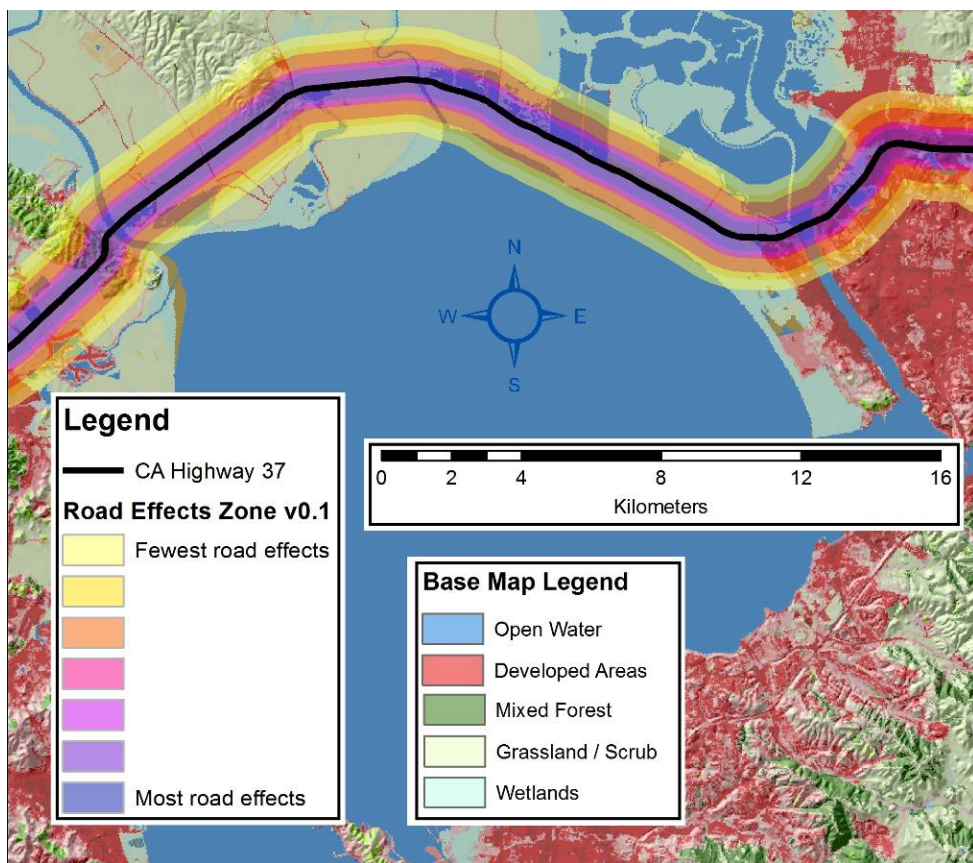 N
W E
S
Legend
CA Highway 37
Road Effects Zone v0.1
Fewest road effects
Most road effects
0 2 4 8 12 16
Kilometers
Base Map Legend
Open Water
Developed Areas
Mixed Forest
Grassland / Scrub
Wetlands